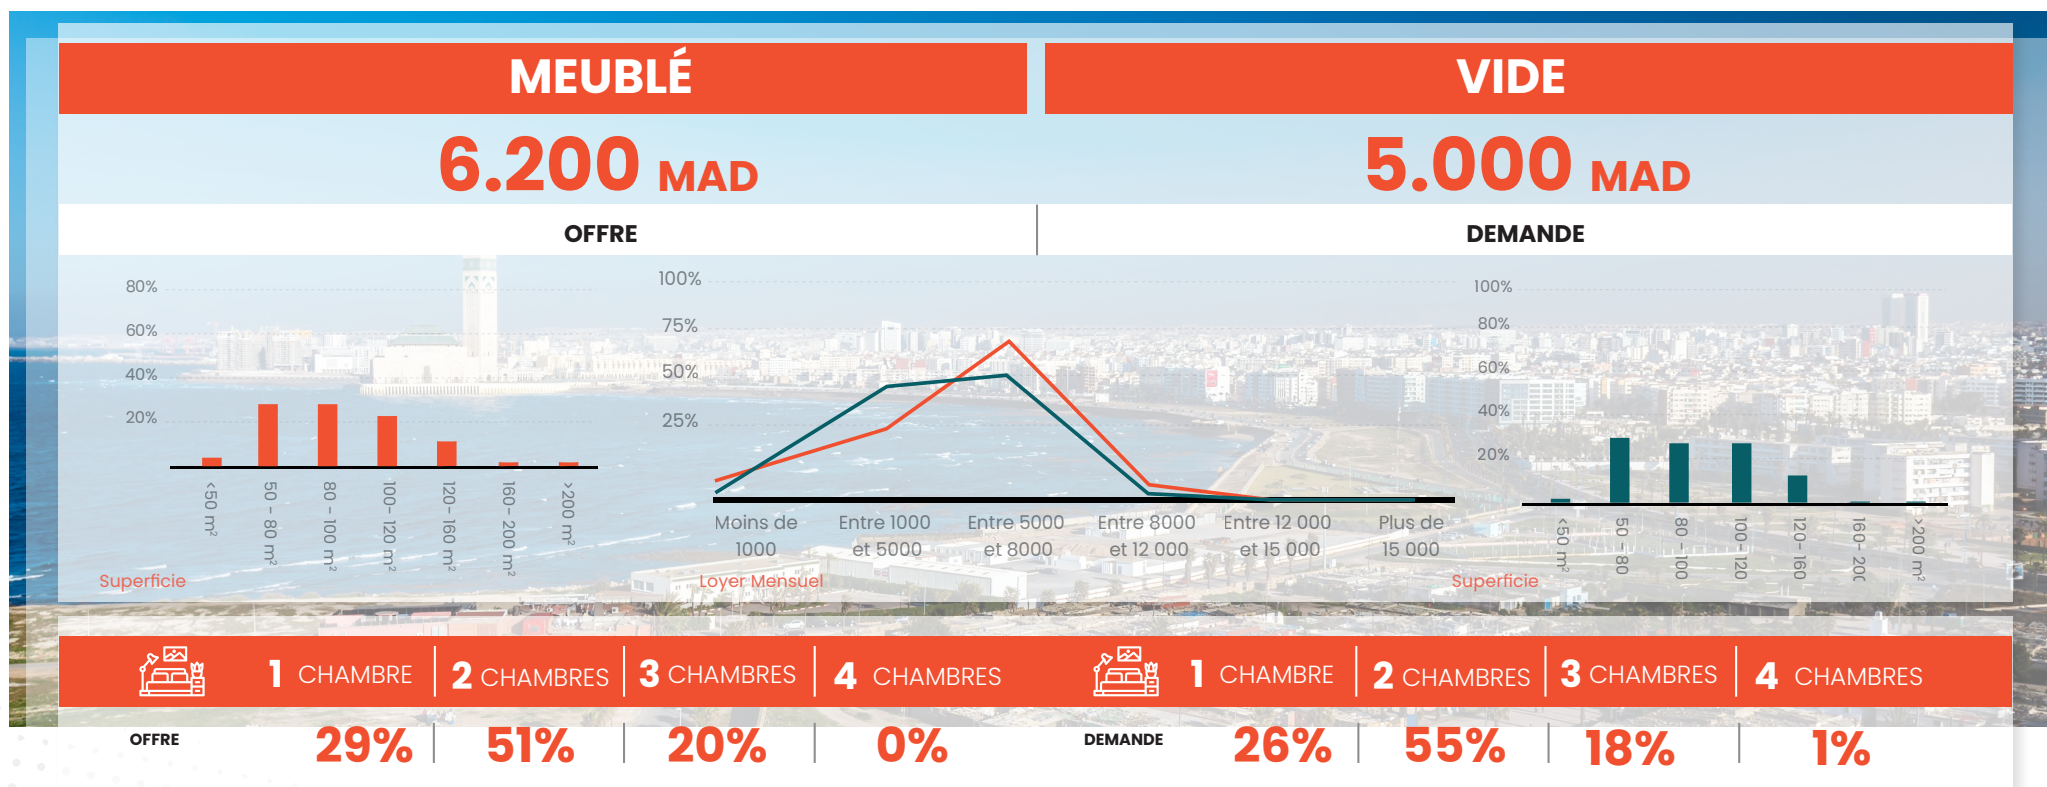 MEUBLÉ
VIDE
6.200 MAD
5.000 MAD
OFFRE
DEMANDE
80%
60%
40%
20%
<50 m²
50 - 80 m²
80 - 100 m²
100- 120 m²
120- 160 m²
160- 200 m²
>200 m²
Superficie
100%
75%
50%
25%
Moins de
1000
Entre 1000
et 5000
Entre 5000
et 8000
Entre 8000
et 12 000
Entre 12 000
et 15 000
Plus de
15 000
Loyer Mensuel
100%
80%
60%
40%
20%
<50 m²
50 - 80
80 - 100
100- 120
120- 160
160- 200
>200 m²
Superficie
1 CHAMBRE
2 CHAMBRES
3 CHAMBRES
4 CHAMBRES
1 CHAMBRE
2 CHAMBRES
3 CHAMBRES
4 CHAMBRES
OFFRE
29%
51%
20%
0%
DEMANDE
26%
55%
18%
1%